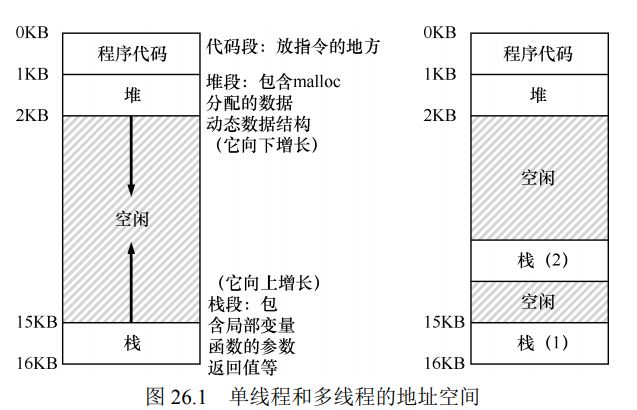 0KB
程序代码
代码段：放指令的地方
1KB
堆
堆段：包含malloc
分配的数据
动态数据结构
（它向下增长）
2KB
空闲
（它向上增长）
栈段：包
含局部变量
函数的参数
返回值等
15KB
栈
16KB
0KB
程序代码
1KB
堆
2KB
空闲
栈（2）
空闲
15KB
栈（1）
16KB
图 26.1 单线程和多线程的地址空间